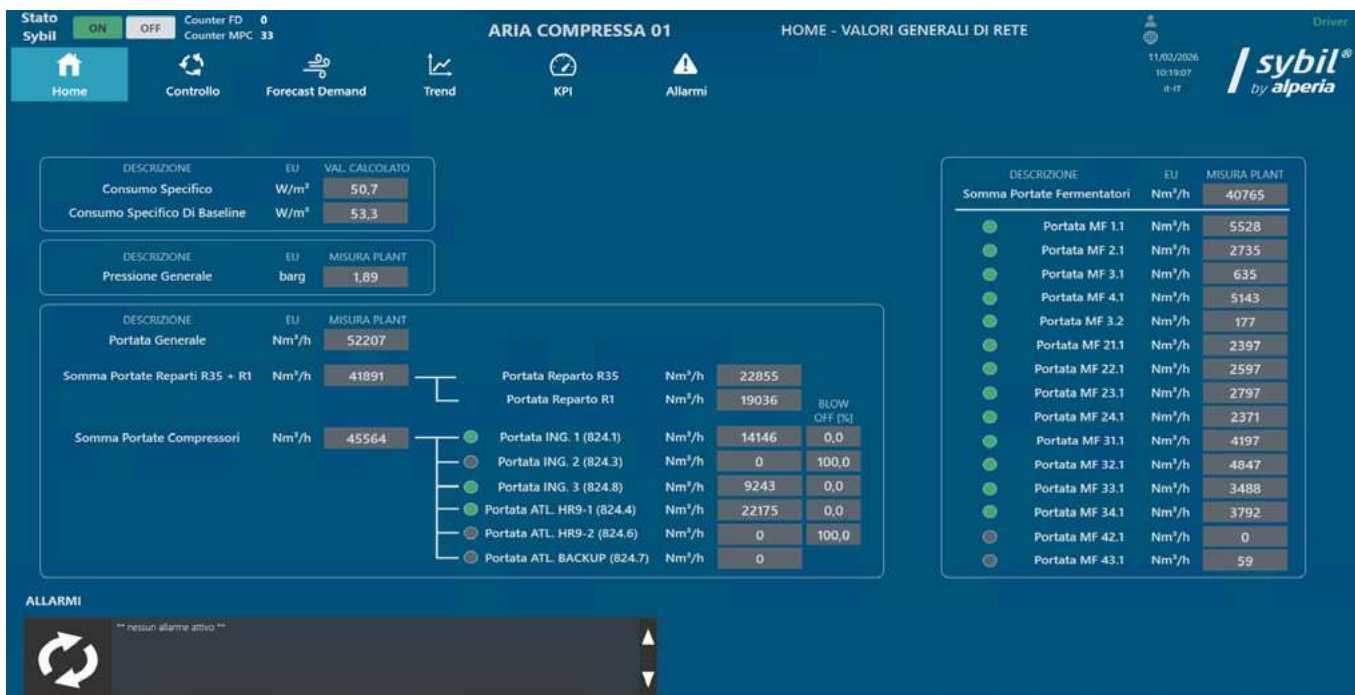 Stato Sybil ON OFF Counter FD 0
Counter MPC 33
ARIA COMPRESSA 01
HOME - VALORI GENERALI DI RETE
Driver
11/02/2026
10:19:07
it-IT
sybil®
by alperia
Home Controllo Forecast Demand Trend KPI Allarmi
DESCRIZIONE EU VAL. CALCOLATO
Consumo Specifico W/m³ 50,7
Consumo Specifico Di Baseline W/m³ 53,3
DESCRIZIONE EU MISURA PLANT
Pressione Generale barg 1,89
DESCRIZIONE EU MISURA PLANT
Portata Generale Nm³/h 52207
Somma Portate Reparti R35 + R1 Nm³/h 41891
Portata Reparto R35 Nm³/h 22855
Portata Reparto R1 Nm³/h 19036
BLOW OFF [%]
Somma Portate Compressori Nm³/h 45564
Portata ING. 1 (824.1) Nm³/h 14146 0,0
Portata ING. 2 (824.3) Nm³/h 0 100,0
Portata ING. 3 (824.8) Nm³/h 9243 0,0
Portata ATL. HR9-1 (824.4) Nm³/h 22175 0,0
Portata ATL. HR9-2 (824.6) Nm³/h 0 100,0
Portata ATL. BACKUP (824.7) Nm³/h 0
DESCRIZIONE EU MISURA PLANT
Somma Portate Fermentatori Nm³/h 40765
Portata MF 1.1 Nm³/h 5528
Portata MF 2.1 Nm³/h 2735
Portata MF 3.1 Nm³/h 635
Portata MF 4.1 Nm³/h 5143
Portata MF 3.2 Nm³/h 177
Portata MF 21.1 Nm³/h 2397
Portata MF 22.1 Nm³/h 2597
Portata MF 23.1 Nm³/h 2797
Portata MF 24.1 Nm³/h 2371
Portata MF 31.1 Nm³/h 4197
Portata MF 32.1 Nm³/h 4847
Portata MF 33.1 Nm³/h 3488
Portata MF 34.1 Nm³/h 3792
Portata MF 42.1 Nm³/h 0
Portata MF 43.1 Nm³/h 59
ALLARMI
** nessun allarme attivo **